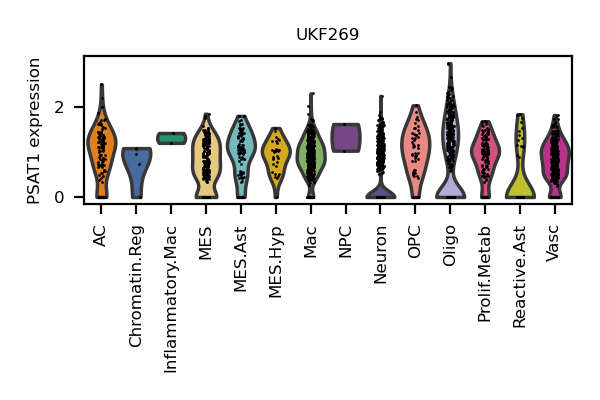 UKF269
PSAT1 expression
2
0
AC
Chromatin.Reg
Inflammatory.Mac
MES
MES.Ast
MES.Hyp
Mac
NPC
Neuron
OPC
Oligo
Prolif.Metab
Reactive.Ast
Vasc